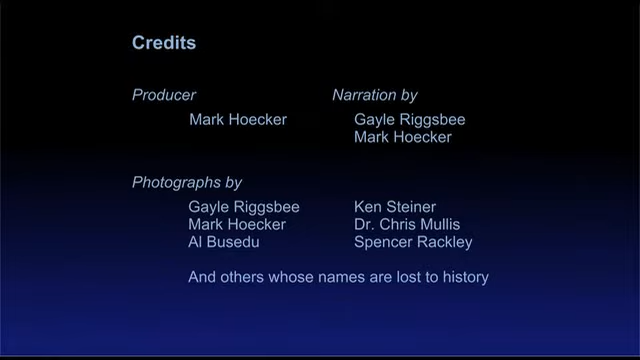 Credits
Producer
Mark Hoecker
Narration by
Gayle Riggsbee
Mark Hoecker
Photographs by
Gayle Riggsbee
Mark Hoecker
Al Busedu
Ken Steiner
Dr. Chris Mullis
Spencer Rackley
And others whose names are lost to history